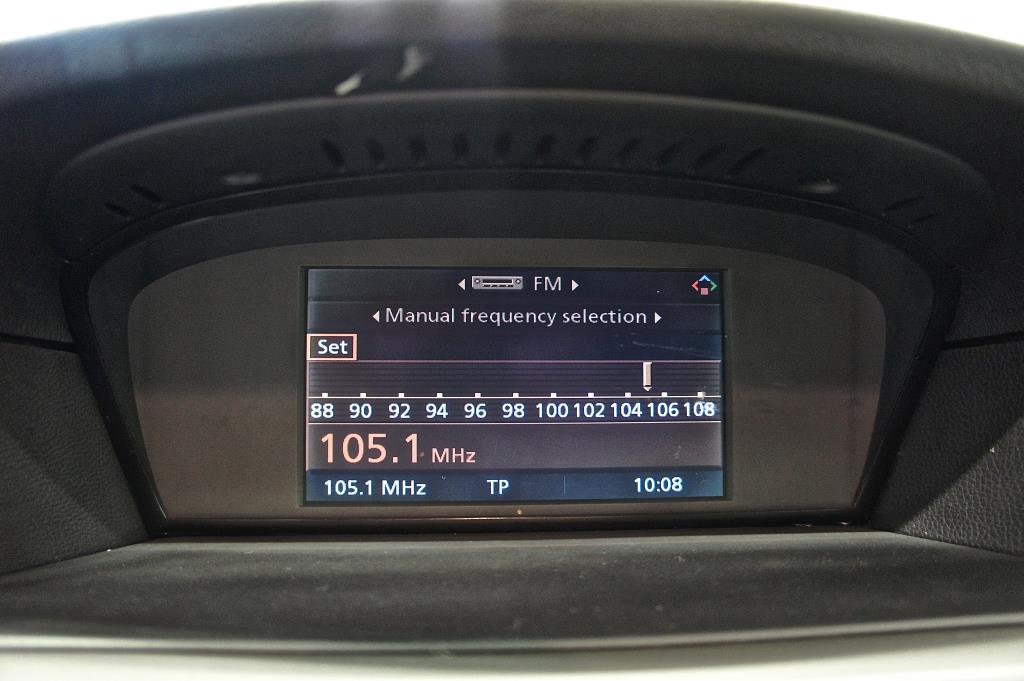 FM
Manual frequency selection
Set
88 90 92 94 96 98 100 102 104 106 108
105.1 MHz
105.1 MHz TP 10:08